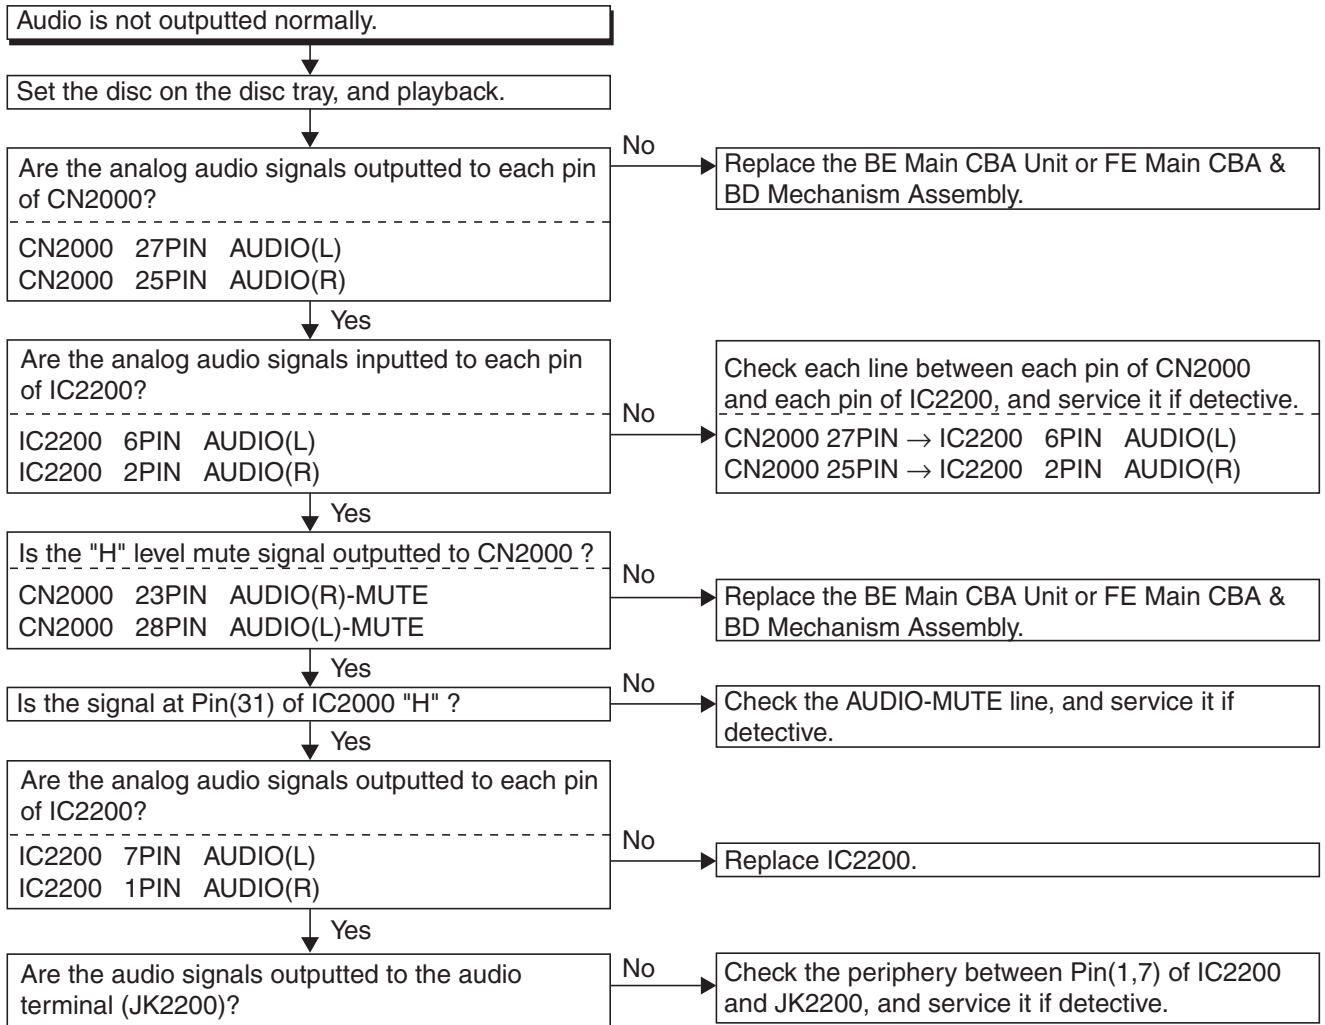 Audio is not outputted normally.
Set the disc on the disc tray, and playback.
Are the analog audio signals outputted to each pin
of CN2000?
CN2000 27PIN AUDIO(L)
CN2000 25PIN AUDIO(R)
No
Replace the BE Main CBA Unit or FE Main CBA &
BD Mechanism Assembly.
Yes
Are the analog audio signals inputted to each pin
of IC2200?
IC2200 6PIN AUDIO(L)
IC2200 2PIN AUDIO(R)
No
Check each line between each pin of CN2000
and each pin of IC2200, and service it if detective.
CN2000 27PIN → IC2200 6PIN AUDIO(L)
CN2000 25PIN → IC2200 2PIN AUDIO(R)
Yes
Is the "H" level mute signal outputted to CN2000 ?
CN2000 23PIN AUDIO(R)-MUTE
CN2000 28PIN AUDIO(L)-MUTE
No
Replace the BE Main CBA Unit or FE Main CBA &
BD Mechanism Assembly.
Yes
Is the signal at Pin(31) of IC2000 "H" ?
No
Check the AUDIO-MUTE line, and service it if
detective.
Yes
Are the analog audio signals outputted to each pin
of IC2200?
IC2200 7PIN AUDIO(L)
IC2200 1PIN AUDIO(R)
No
Replace IC2200.
Yes
Are the audio signals outputted to the audio
terminal (JK2200)?
No
Check the periphery between Pin(1,7) of IC2200
and JK2200, and service it if detective.